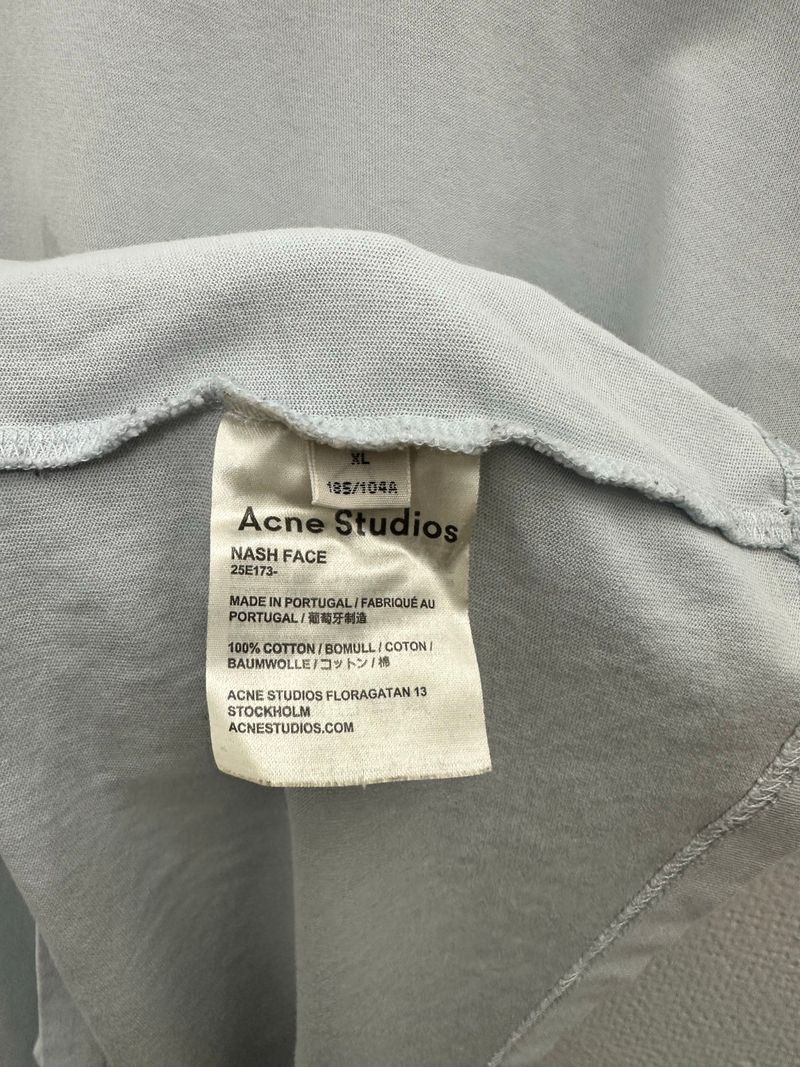 XL
185/104A
Acne Studios
NASH FACE
25E173-
MADE IN PORTUGAL / FABRIQUÉ AU
PORTUGAL / 葡萄牙制造
100% COTTON / BOMULL / COTON /
BAUMWOLLE / コットン / 棉
ACNE STUDIOS FLORAGATAN 13
STOCKHOLM
ACNESTUDIOS.COM